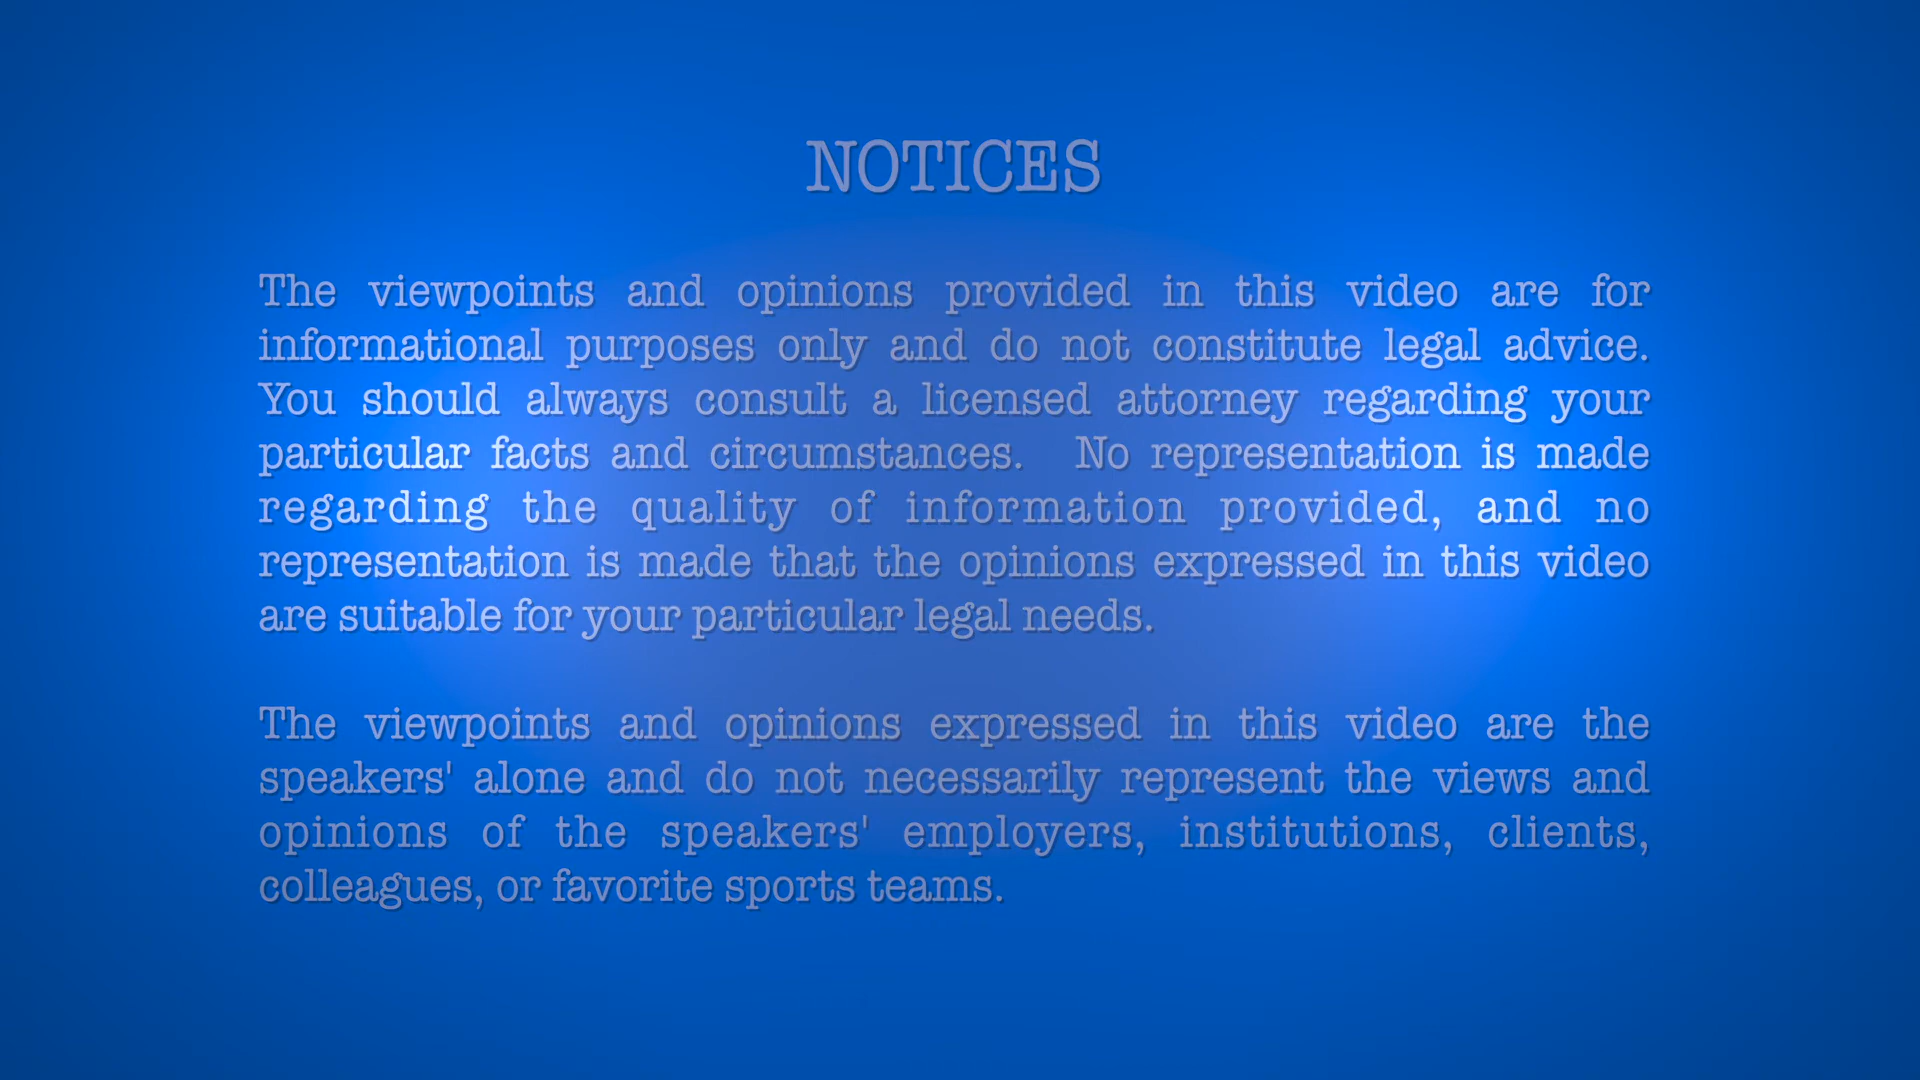 NOTICES
The viewpoints and opinions provided in this video are for
informational purposes only and do not constitute legal advice.
You should always consult a licensed attorney regarding your
particular facts and circumstances.  No representation is made
regarding the quality of information provided, and no
representation is made that the opinions expressed in this video
are suitable for your particular legal needs.
The viewpoints and opinions expressed in this video are the
speakers' alone and do not necessarily represent the views and
opinions of the speakers' employers, institutions, clients,
colleagues, or favorite sports teams.